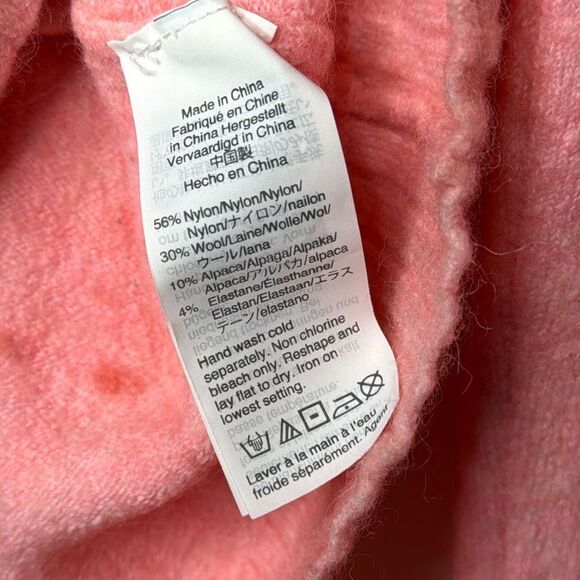 Made in China
Fabriqué en Chine
in China Hergestellt
Vervaardigd in China
中国製
Hecho en China
56% Nylon/Nylon/Nylon/
Nylon/ナイロン/nailon
30% Wool/Laine/Wolle/Wol/
ウール/lana
10% Alpaca/Alpaga/Alpaka/
Alpaca/アルパカ/alpaca
4% Elastane/Élasthanne/
Elastan/Elastaan/エラス
テーン/elastano
Hand wash cold
separately. Non chlorine
bleach only. Reshape and
lay flat to dry. Iron on
lowest setting.
Laver à la main à l'eau
froide séparément. Agent